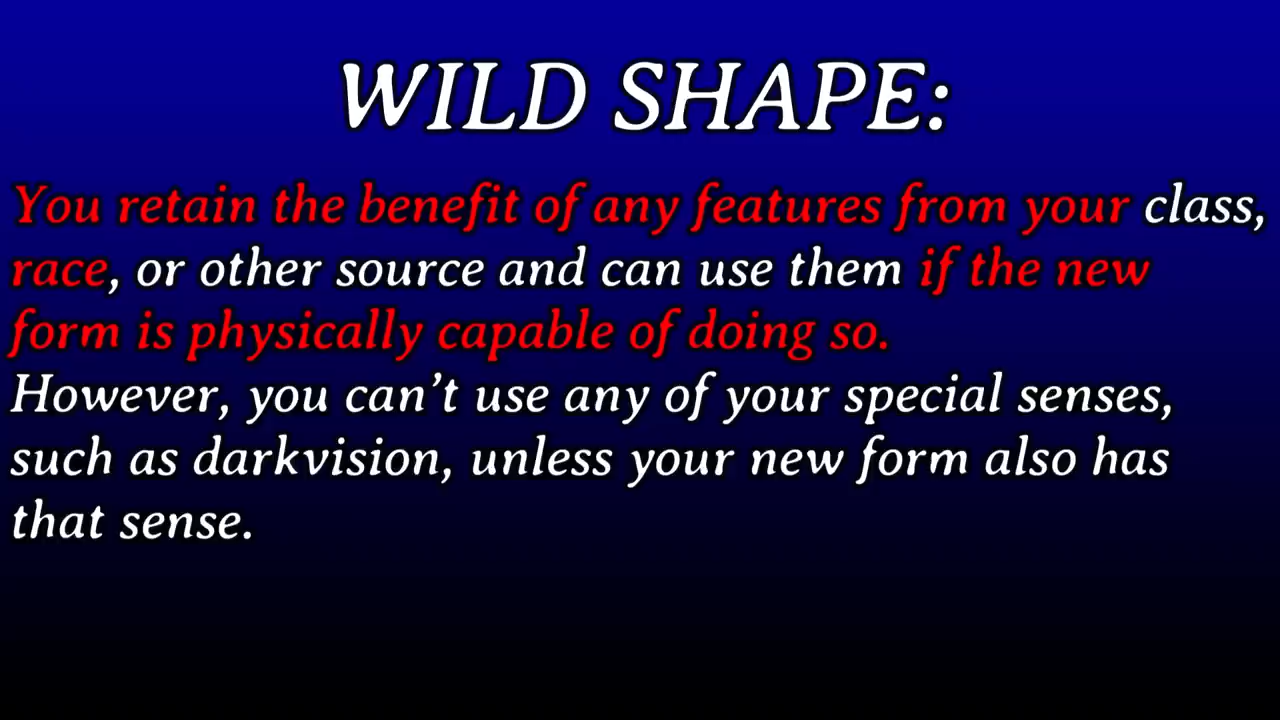 WILD SHAPE:
You retain the benefit of any features from your class,
race, or other source and can use them if the new
form is physically capable of doing so.
However, you can’t use any of your special senses,
such as darkvision, unless your new form also has
that sense.